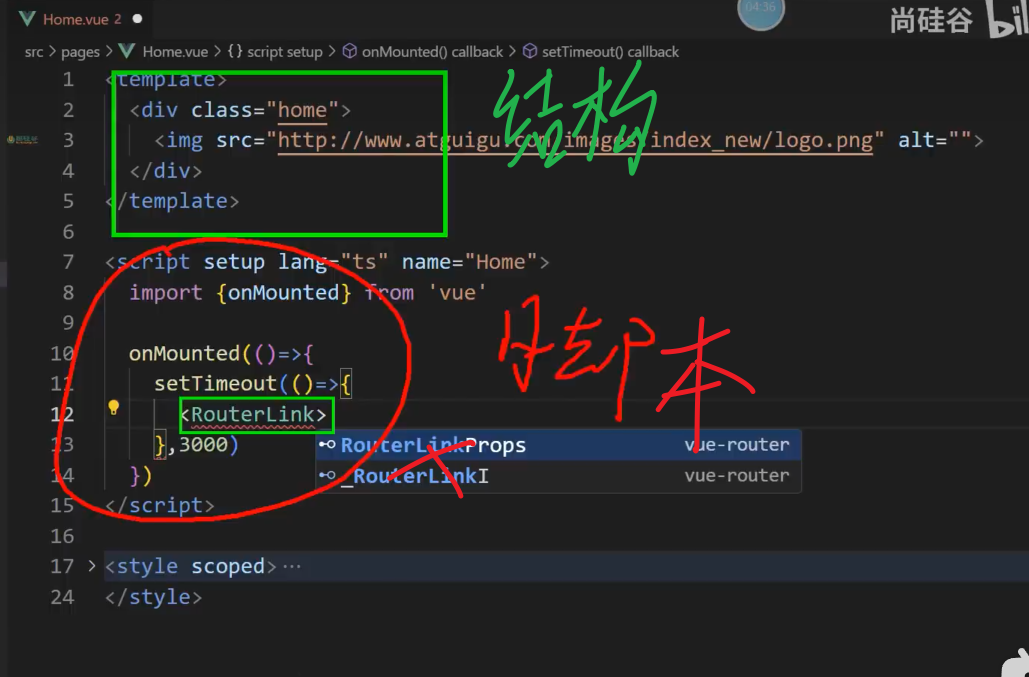 Home.vue 2
04:36
尚硅谷 bil
src > pages > Home.vue > {} script setup > onMounted() callback > setTimeout() callback
1 <template>
2 <div class="home">
3 <img src="http://www.atguigu.com/images/index_new/logo.png" alt="">
4 </div>
5 </template>
结构
6
7 <script setup lang="ts" name="Home">
8 import {onMounted} from 'vue'
9
10 onMounted(()=>{
脚本
11 setTimeout(()=>{
12 <RouterLink>
13 },3000)
RouterLinkProps vue-router
14 })
_RouterLinkI vue-router
15 </script>
16
17 <style scoped> ···
24 </style>